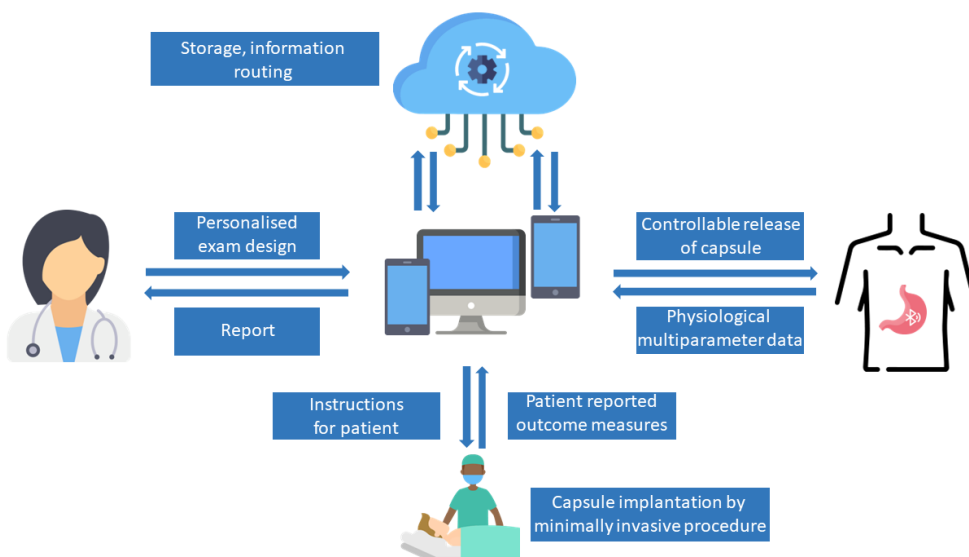 Storage, information
routing
Personalised
exam design
Controllable release
of capsule
Report
Physiological
multiparameter data
Instructions
for patient
Patient reported
outcome measures
Capsule implantation by
minimally invasive procedure